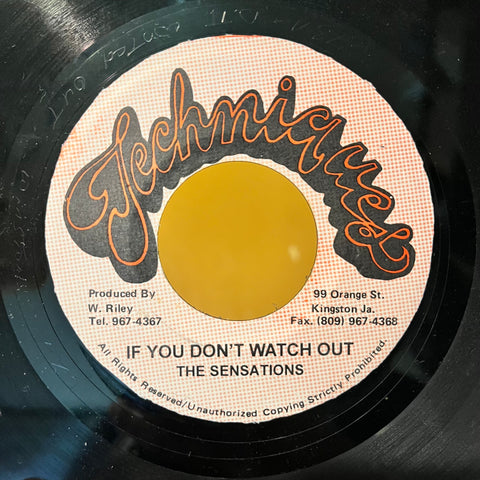 Techniques
Produced By
W. Riley
Tel. 967-4367
99 Orange St.
Kingston Ja.
Fax. (809) 967-4368
IF YOU DON'T WATCH OUT
THE SENSATIONS
All Rights Reserved/Unauthorized Copying Strictly Prohibited